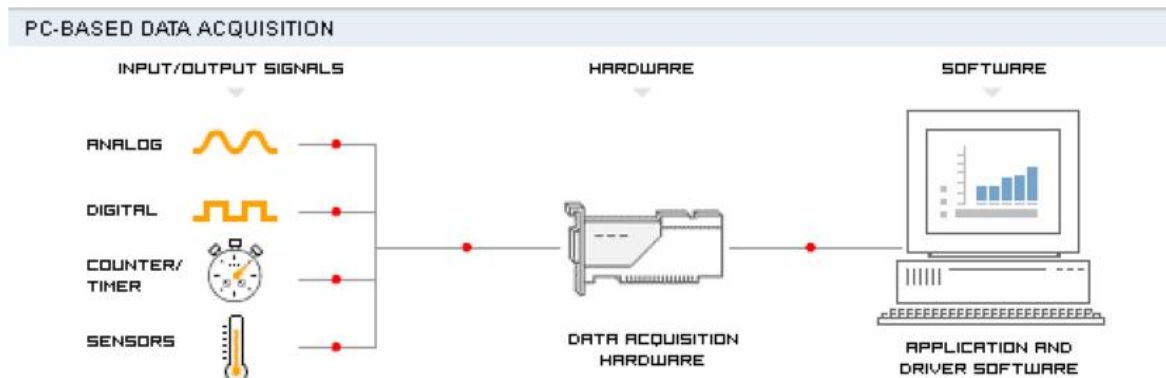 PC-BASED DATA ACQUISITION
INPUT/OUTPUT SIGNALS
HARDWARE
SOFTWARE
ANALOG
DIGITAL
COUNTER/
TIMER
SENSORS
DATA ACQUISITION
HARDWARE
APPLICATION AND
DRIVER SOFTWARE